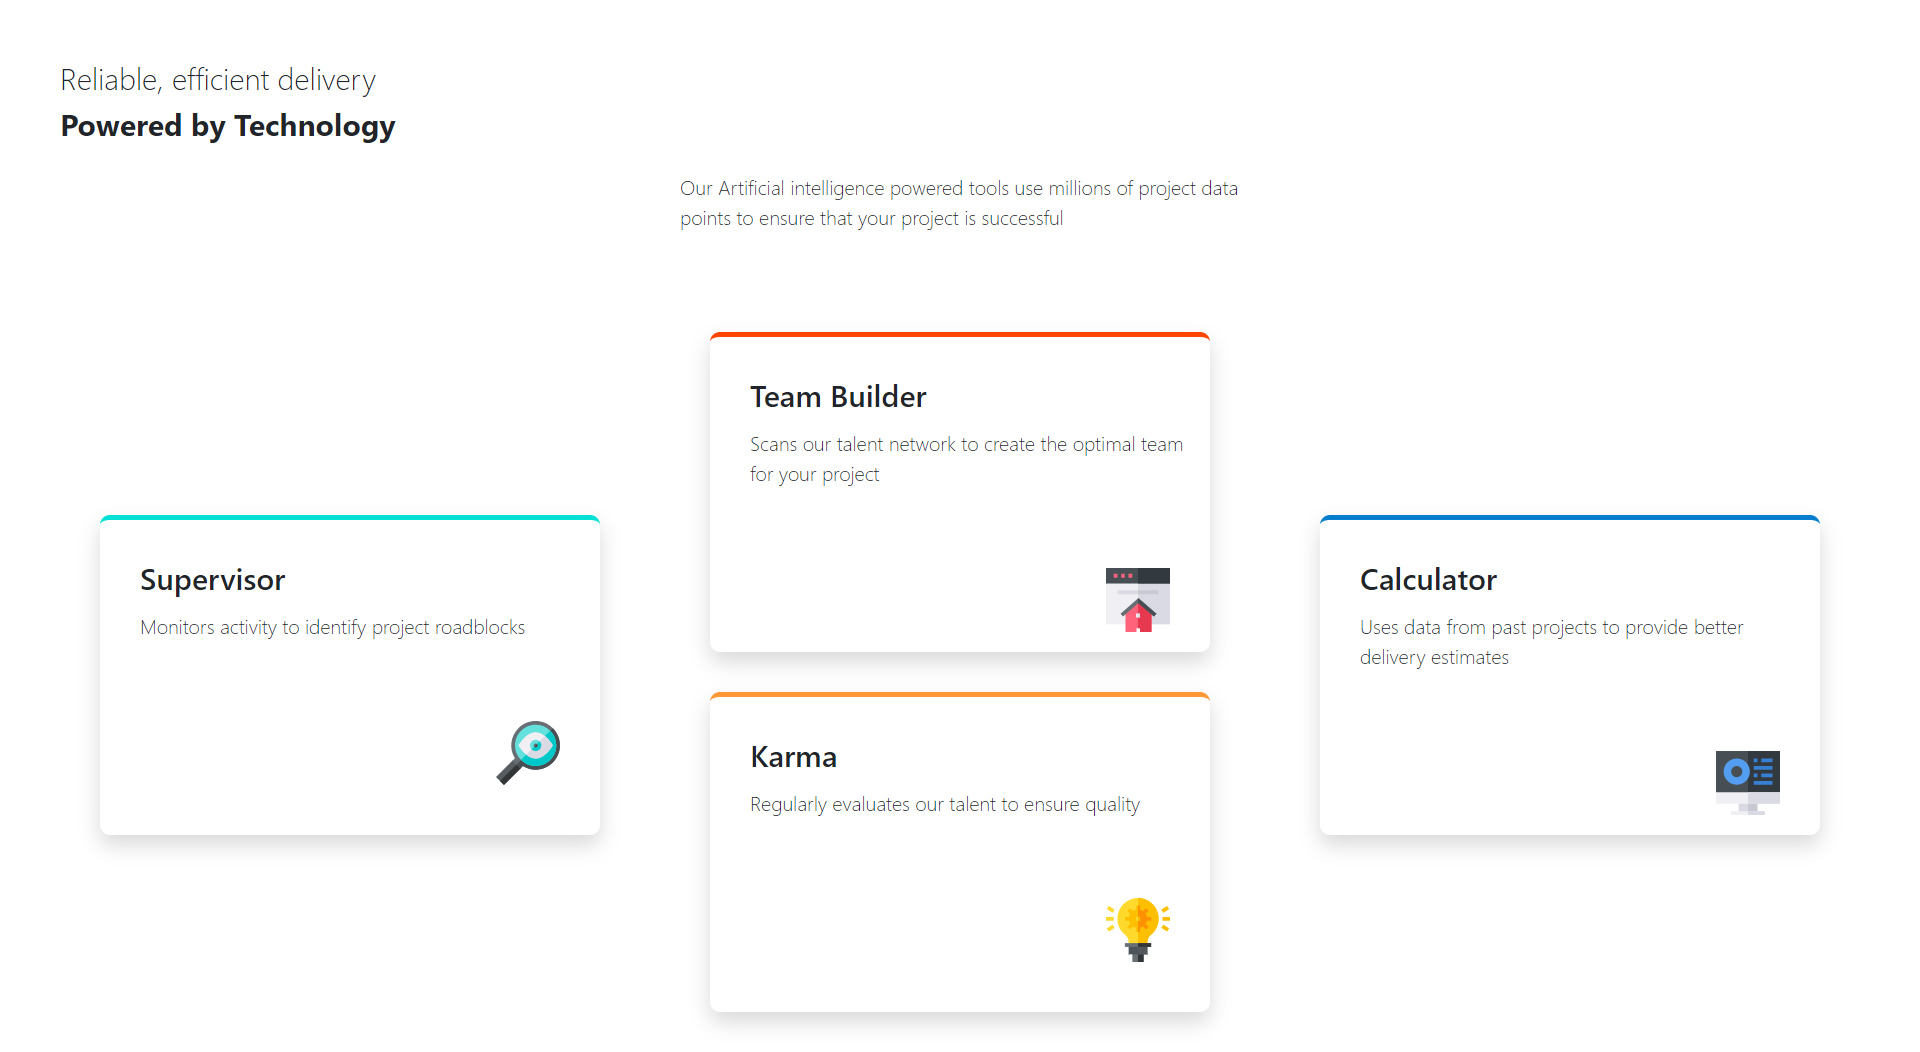 Reliable, efficient delivery
Powered by Technology
Our Artificial intelligence powered tools use millions of project data
points to ensure that your project is successful
Supervisor
Monitors activity to identify project roadblocks
Team Builder
Scans our talent network to create the optimal team
for your project
Karma
Regularly evaluates our talent to ensure quality
Calculator
Uses data from past projects to provide better
delivery estimates